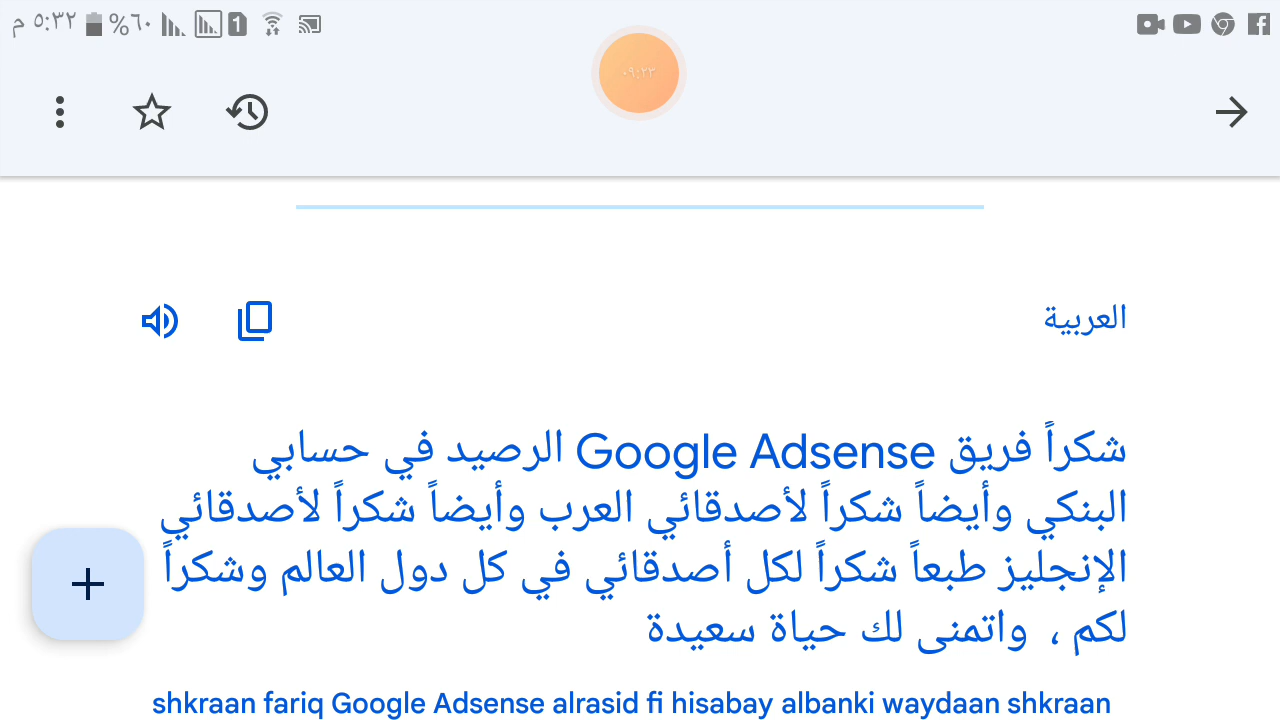 ٥:٣٢ م
٦٠%
1
٠٩:٢٣
العربية
شكراً فريق Google Adsense الرصيد في حسابي
البنكي وأيضاً شكراً لأصدقائي العرب وأيضاً شكراً لأصدقائي
الإنجليز طبعاً شكراً لكل أصدقائي في كل دول العالم وشكراً
لكم ، واتمنى لك حياة سعيدة
shkraan fariq Google Adsense alrasid fi hisabay albanki waydaan shkraan